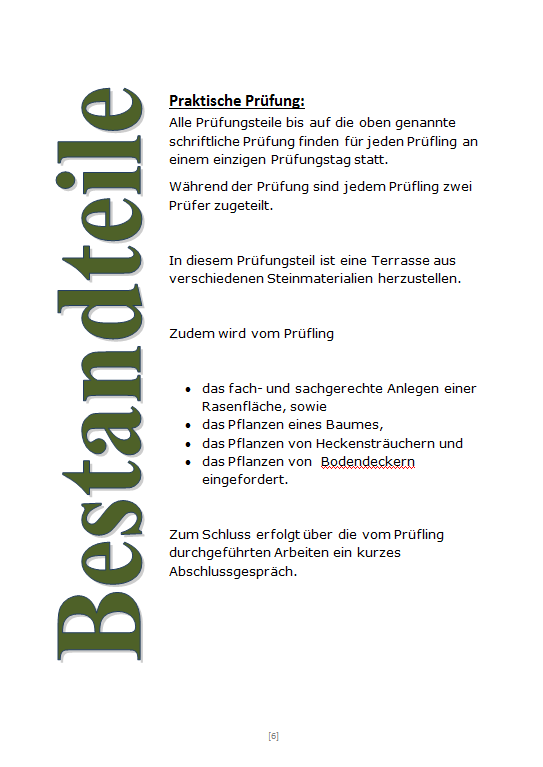 Bestandteile
Praktische Prüfung:
Alle Prüfungsteile bis auf die oben genannte
schriftliche Prüfung finden für jeden Prüfling an
einem einzigen Prüfungstag statt.
Während der Prüfung sind jedem Prüfling zwei
Prüfer zugeteilt.
In diesem Prüfungsteil ist eine Terrasse aus
verschiedenen Steinmaterialien herzustellen.
Zudem wird vom Prüfling
• das fach- und sachgerechte Anlegen einer
Rasenfläche, sowie
• das Pflanzen eines Baumes,
• das Pflanzen von Heckensträuchern und
• das Pflanzen von Bodendeckern
eingefordert.
Zum Schluss erfolgt über die vom Prüfling
durchgeführten Arbeiten ein kurzes
Abschlussgespräch.
[6]